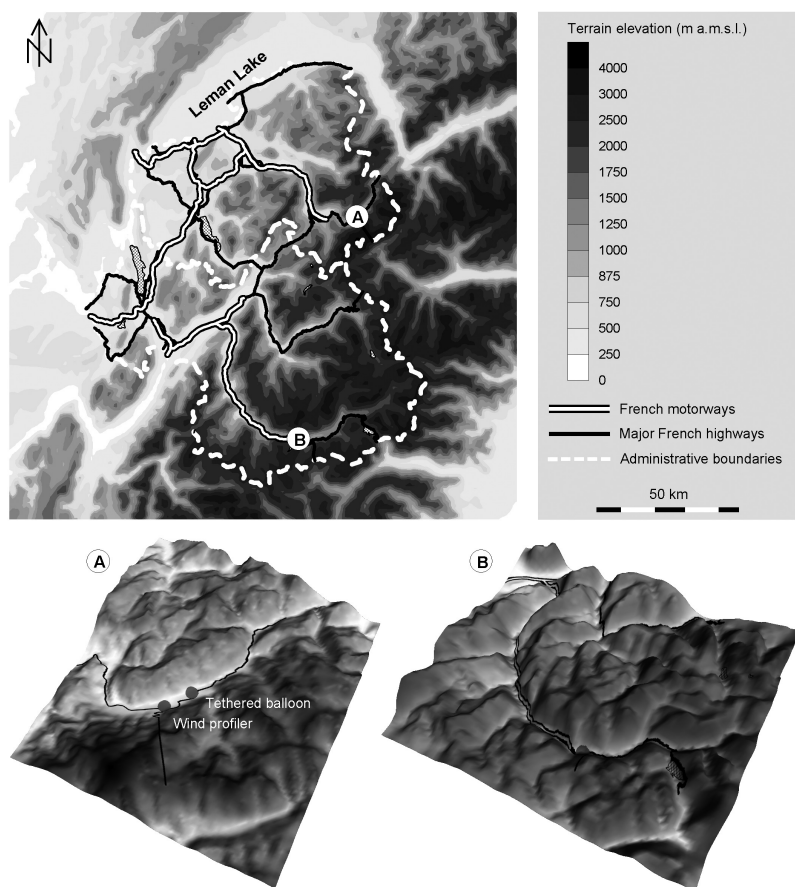 N
Leman Lake
A
B
Terrain elevation (m a.m.s.l.)
4000
3000
2500
2000
1750
1500
1250
1000
875
750
500
250
0
French motorways
Major French highways
Administrative boundaries
50 km
A
Tethered balloon
Wind profiler
B